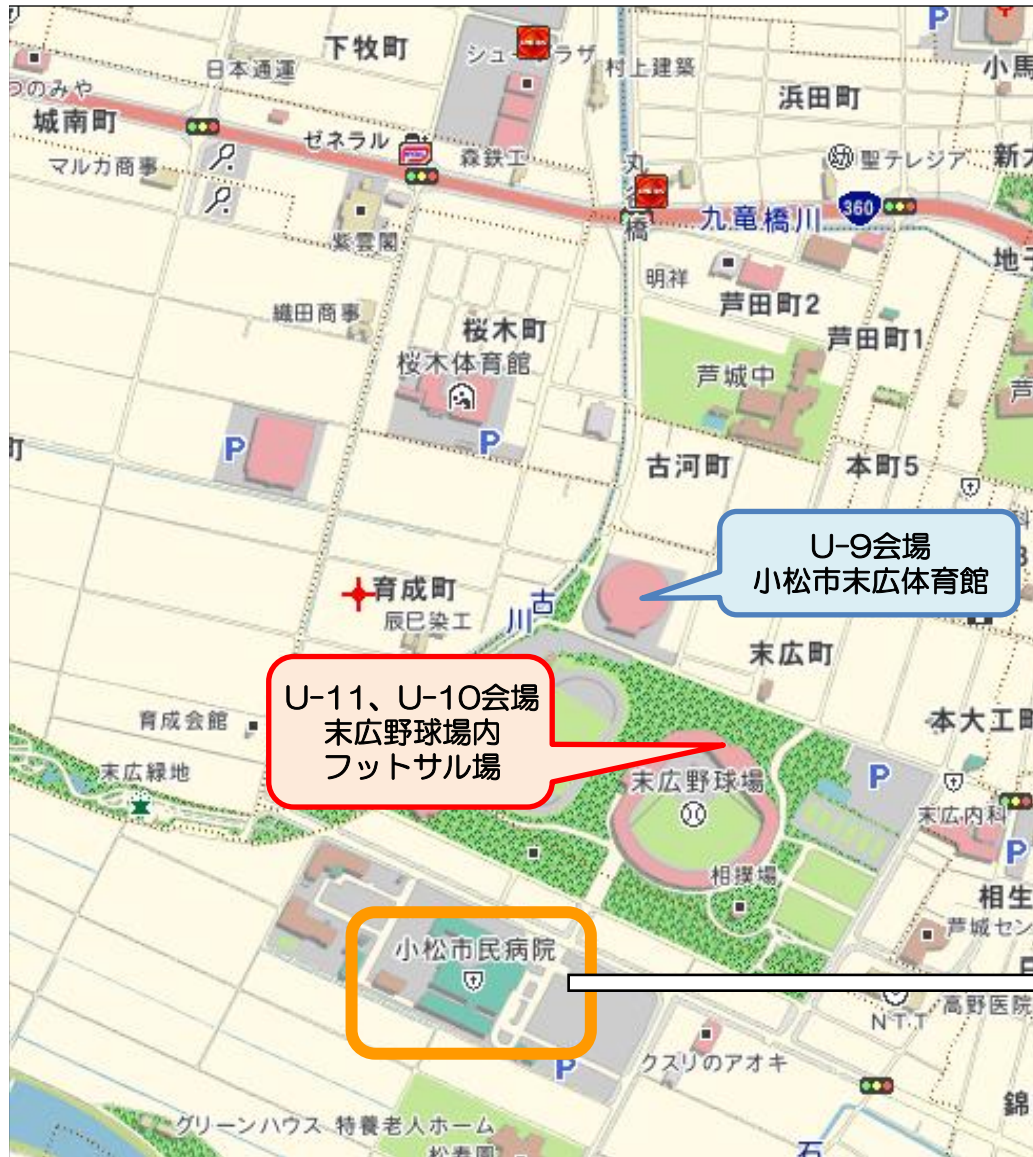 下牧町
シュー
ラザ
村上建築
P
小馬
日本通運
つのみや
浜田町
城南町
ゼネラル
森鉄工
マルカ商事
聖テレジア
新
紫雲閣
橋
九竜橋川
360
地子
明祥
織田商事
芦田町2
桜木町
芦田町1
桜木体育館
芦城中
芦
P
P
町
古河町
本町5
U-9会場
小松市末広体育館
育成町
辰巳染工
古
川
末広町
U-11、U-10会場
末広野球場内
フットサル場
育成会館
本大工町
末広緑地
末広野球場
P
末広内科
P
相撲場
相生
芦城セン
小松市民病院
NTT
高野医院
P
クスリのアオキ
錦
グリーンハウス
特養老人ホーム
石